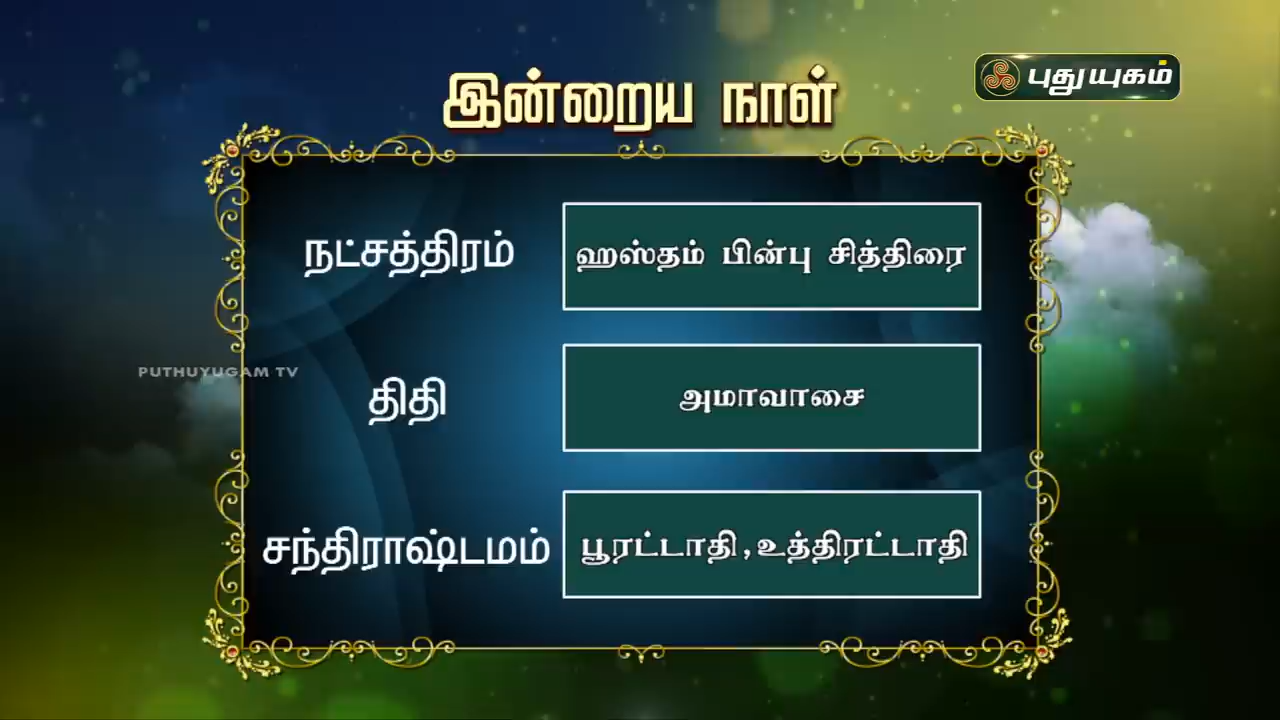 இன்றைய நாள்
புதுயுகம்
நட்சத்திரம்
ஹஸ்தம் பின்பு சித்திரை
PUTHUYUGAM TV
திதி
அமாவாசை
சந்திராஷ்டமம்
பூரட்டாதி,உத்திரட்டாதி